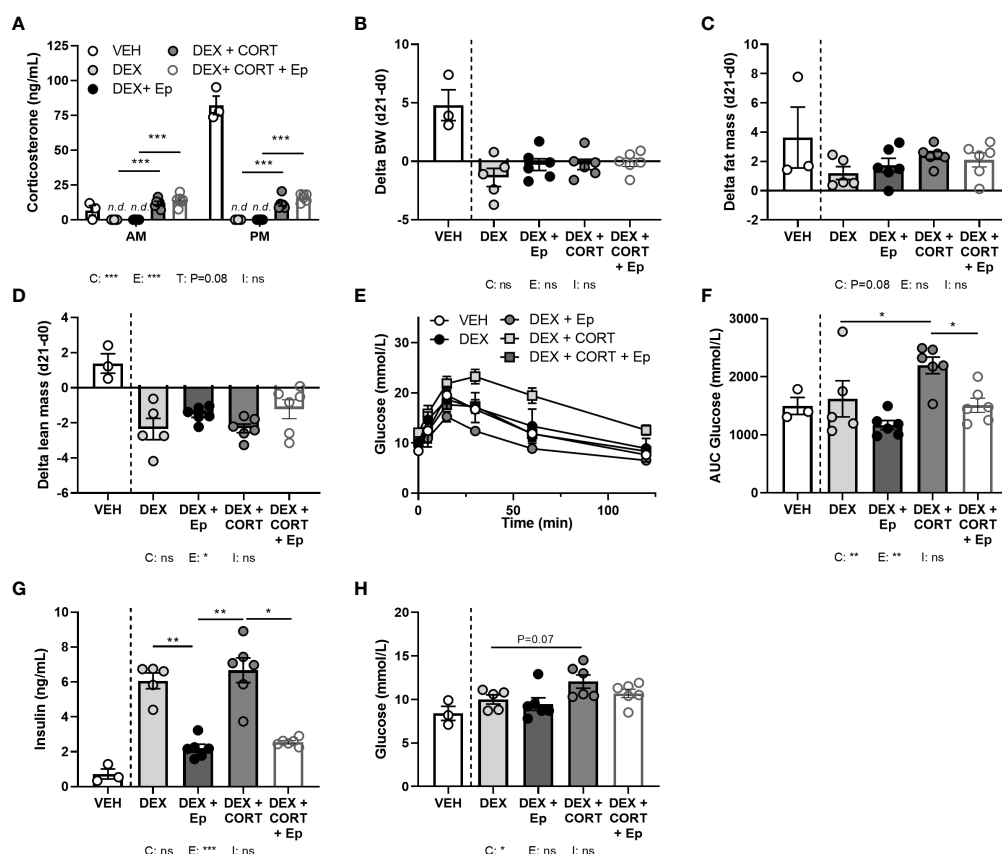 A
Corticosterone (ng/mL)
125
100
75
50
25
0
VEH
DEX
DEX+ Ep
DEX + CORT
DEX+ CORT + Ep
***
***
***
***
n.d.
n.d.
n.d.
n.d.
AM
PM
C: *** E: *** T: P=0.08 I: ns
B
Delta BW (d21-d0)
10
5
0
-5
VEH
DEX
DEX +
Ep
DEX +
CORT
DEX +
CORT
+ Ep
C: ns E: ns I: ns
C
Delta fat mass (d21-d0)
10
8
6
4
2
0
-2
VEH
DEX
DEX +
Ep
DEX +
CORT
DEX +
CORT
+ Ep
C: P=0.08 E: ns I: ns
D
Delta lean mass (d21-d0)
4
2
0
-2
-4
-6
VEH
DEX
DEX +
Ep
DEX +
CORT
DEX +
CORT
+ Ep
C: ns E: * I: ns
E
Glucose (mmol/L)
30
20
10
0
VEH
DEX
DEX + Ep
DEX + CORT
DEX + CORT + Ep
0
50
100
Time (min)
F
AUC Glucose (mmol/L)
3000
2000
1000
0
*
*
VEH
DEX
DEX +
Ep
DEX +
CORT
DEX +
CORT
+ Ep
C: ** E: ** I: ns
G
Insulin (ng/mL)
10
8
6
4
2
0
**
**
*
VEH
DEX
DEX +
Ep
DEX +
CORT
DEX +
CORT
+ Ep
C: ns E: *** I: ns
H
Glucose (mmol/L)
20
15
10
5
0
P=0.07
VEH
DEX
DEX +
Ep
DEX +
CORT
DEX +
CORT
+ Ep
C: * E: ns I: ns